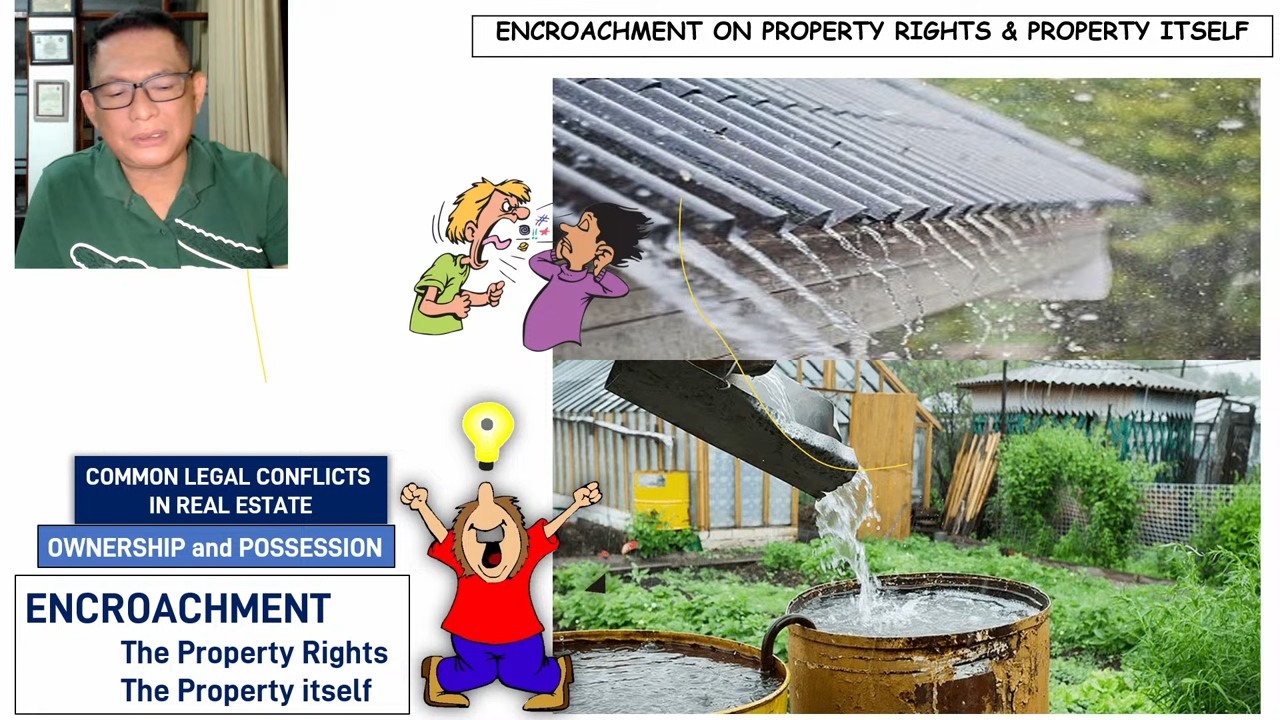 ENCROACHMENT ON PROPERTY RIGHTS & PROPERTY ITSELF
COMMON LEGAL CONFLICTS
IN REAL ESTATE
OWNERSHIP and POSSESSION
ENCROACHMENT
The Property Rights
The Property itself